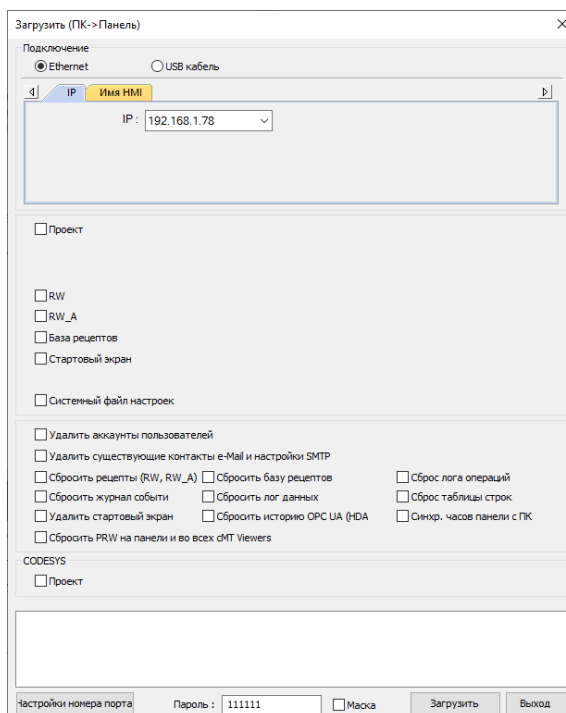 Загрузить (ПК->Панель)
Подключение
Ethernet
USB кабель
IP
Имя HMI
IP :
192.168.1.78
Проект
RW
RW_A
База рецептов
Стартовый экран
Системный файл настроек
Удалить аккаунты пользователей
Удалить существующие контакты e-Mail и настройки SMTP
Сбросить рецепты (RW, RW_A)
Сбросить базу рецептов
Сброс лога операций
Сбросить журнал событи
Сбросить лог данных
Сброс таблицы строк
Удалить стартовый экран
Сбросить историю OPC UA (HDA
Синхр. часов панели с ПК
Сбросить PRW на панели и во всех cMT Viewers
CODESYS
Проект
Настройки номера порта
Пароль :
111111
Маска
Загрузить
Выход